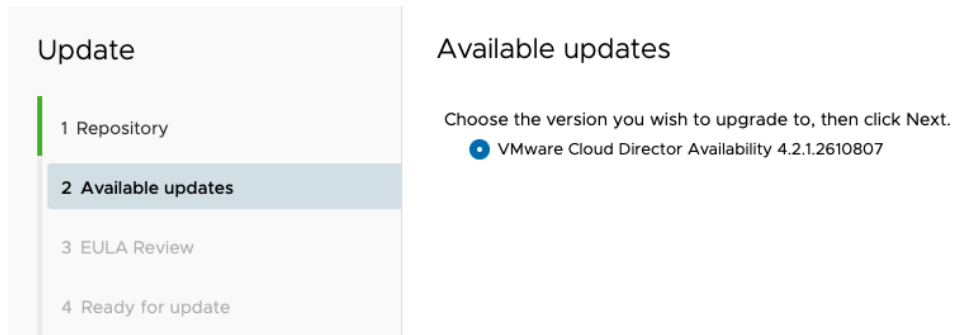 Update
1 Repository
2 Available updates
3 EULA Review
4 Ready for update
Available updates
Choose the version you wish to upgrade to, then click Next.
VMware Cloud Director Availability 4.2.1.2610807